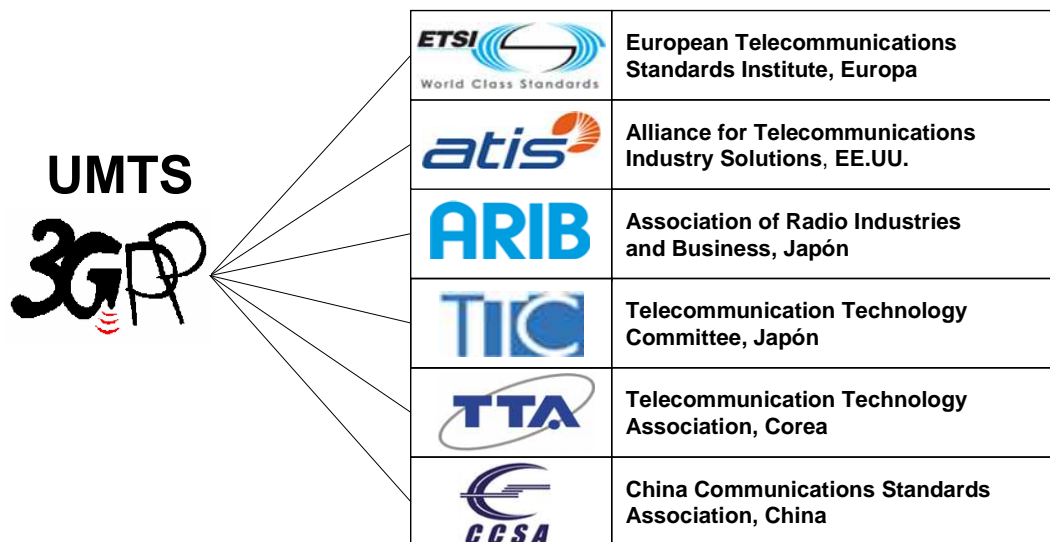 UMTS
3GPP
ETSI
World Class Standards
European Telecommunications
Standards Institute, Europa
atis
Alliance for Telecommunications
Industry Solutions, EE.UU.
ARIB
Association of Radio Industries
and Business, Japón
TTC
Telecommunication Technology
Committee, Japón
TTA
Telecommunication Technology
Association, Corea
CCSA
China Communications Standards
Association, China